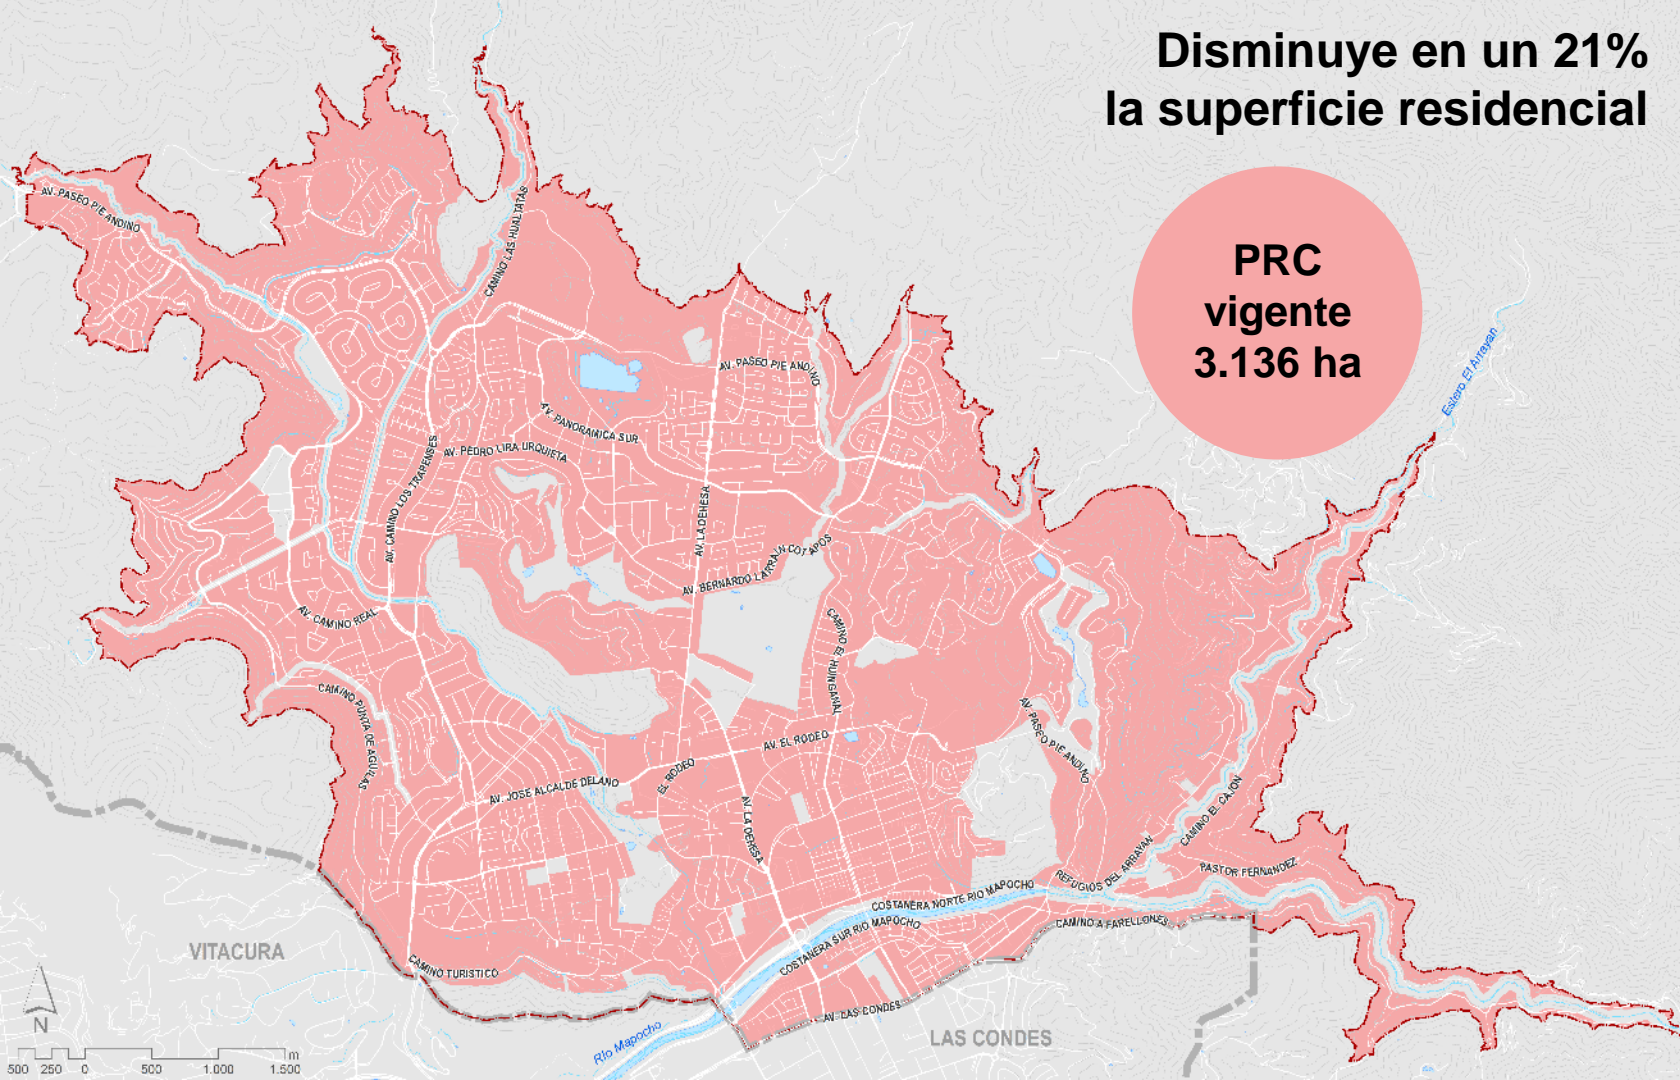 Disminuye en un 21%
la superficie residencial
PRC
vigente
3.136 ha
AV. PASEO PIE ANDINO
CAMINO LAS HUALTATAS
Estero El Arrayan
AV. PASEO PIE ANDINO
AV. PANORAMICA SUR
AV. PEDRO LIRA URQUIETA
AV. CAMINO LOS TRAPENSES
AV. LA DEHESA
AV. BERNARDO LARRAIN COTAPOS
AV. CAMINO REAL
CAMINO EL HUINGANAL
CAMINO PUNTA DE AGUILAS
AV. PASEO PIE ANDINO
AV. EL RODEO
EL RODEO
AV. JOSE ALCALDE DELANO
AV. LA DEHESA
CAMINO EL CAJON
REFUGIOS DEL ARRAYAN
PASTOR FERNANDEZ
COSTANERA NORTE RIO MAPOCHO
COSTANERA SUR RIO MAPOCHO
CAMINO A FARELLONES
VITACURA
CAMINO TURISTICO
AV. LAS CONDES
LAS CONDES
Río Mapocho
N
500 250 0 500 1.000 1.500
m